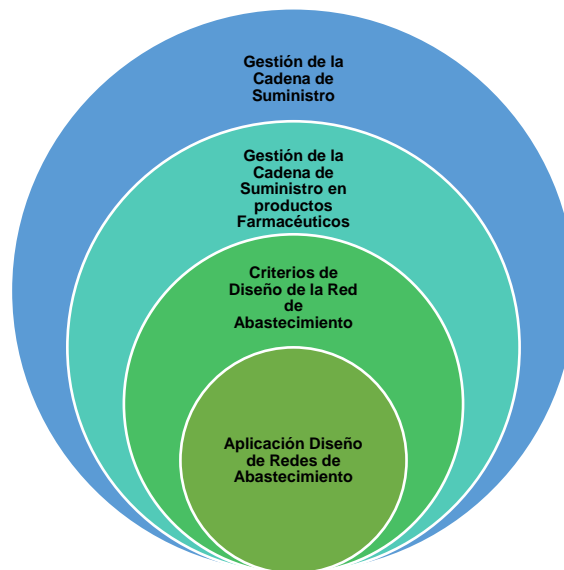 Gestión de la
Cadena de
Suministro
Gestión de la
Cadena de
Suministro en
productos
Farmacéuticos
Criterios de
Diseño de la Red
de
Abastecimiento
Aplicación Diseño
de Redes de
Abastecimiento